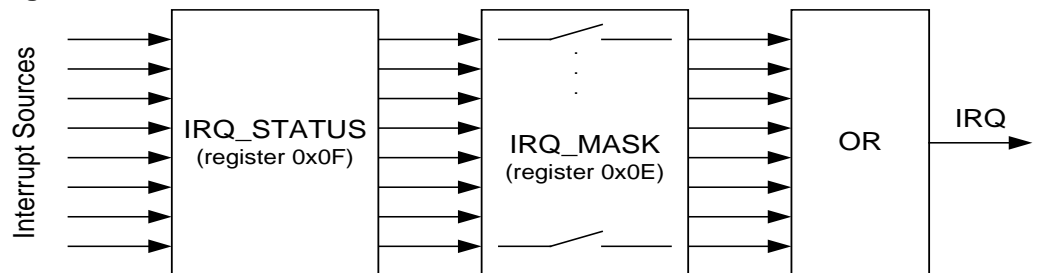 Interrupt Sources
IRQ_STATUS
(register 0x0F)
IRQ_MASK
(register 0x0E)
OR
IRQ